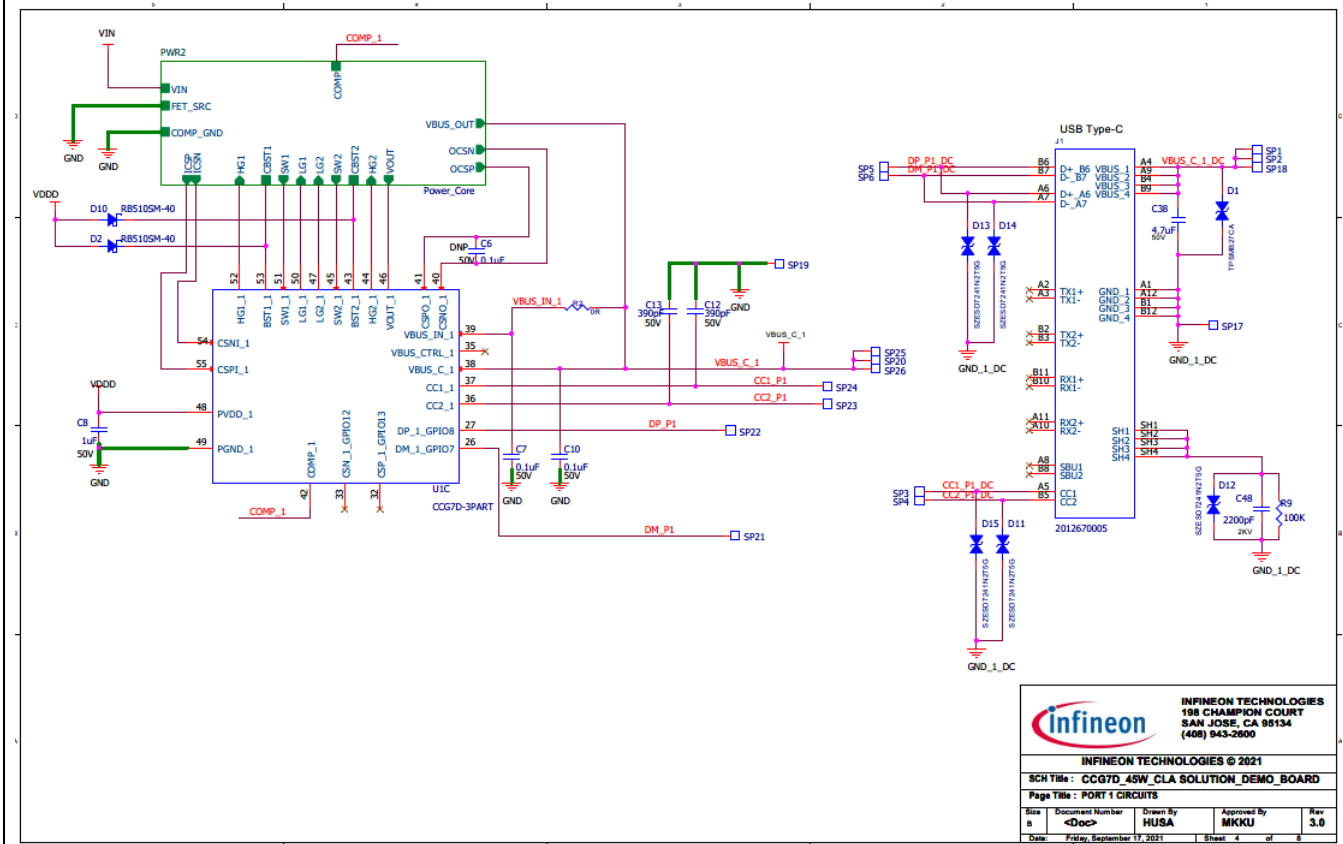 5
4
3
2
1
VIN
COMP_1
PWR2
VIN
COMP
FET_SRC
COMP_GND
VBUS_OUT
OCSN
OCSP
GND
GND
ICSP
ICSN
HG1
CBST1
SW1
LG1
LG2
SW2
CBST2
HG2
VOUT
Power_Core
VDDD
D10
RB510SM-40
D2
RB510SM-40
DNP
C6
50V
0.1uF
52
53
51
50
47
45
43
44
46
41
40
HG1_1
BST1_1
SW1_1
LG1_1
LG2_1
SW2_1
BST2_1
HG2_1
VOUT_1
CSPO_1
CSNO_1
54
CSNI_1
55
CSPI_1
VDDD
48
PVDD_1
C8
1uF
50V
49
PGND_1
GND
VBUS_IN_1
39
VBUS_CTRL_1
35
VBUS_C_1
38
CC1_1
37
CC2_1
36
DP_1_GPIO8
27
DM_1_GPIO7
26
COMP_1
CSN_1_GPIO12
CSP_1_GPIO13
42
33
32
COMP_1
U1C
CCG7D-3PART
VBUS_IN_1
0R
SP19
C13
390pF
50V
C12
390pF
50V
GND
VBUS_C_1
VBUS_C_1
SP25
SP20
SP26
CC1_P1
SP24
CC2_P1
SP23
DP_P1
SP22
C7
0.1uF
50V
GND
C10
0.1uF
50V
GND
DM_P1
SP21
USB Type-C
J1
SP5
SP6
DP_P1_DC
DM_P1_DC
B6
B7
D+_B6
D-_B7
A6
A7
D+_A6
D-_A7
VBUS_1
VBUS_2
VBUS_3
VBUS_4
A4
A9
B4
B9
VBUS_C_1_DC
SP1
SP2
SP18
D1
TPSMB27CA
C38
4.7uF
50V
D13
D14
SZESD7241N2T5G
SZESD7241N2T5G
GND_1_DC
A2
A3
TX1+
TX1-
B2
B3
TX2+
TX2-
B11
B10
RX1+
RX1-
A11
A10
RX2+
RX2-
A8
B8
SBU1
SBU2
A5
B5
CC1
CC2
GND_1
GND_2
GND_3
GND_4
A1
A12
B1
B12
SP17
GND_1_DC
SH1
SH2
SH3
SH4
SH1
SH2
SH3
SH4
SP3
SP4
CC1_P1_DC
CC2_P1_DC
2012670005
D12
SZESD7241N2T5G
C48
2200pF
2KV
R9
100K
GND_1_DC
D15
D11
SZESD7241N2T5G
SZESD7241N2T5G
GND_1_DC
infineon
INFINEON TECHNOLOGIES
198 CHAMPION COURT
SAN JOSE, CA 95134
(408) 943-2600
INFINEON TECHNOLOGIES © 2021
SCH Title : CCG7D_45W_CLA SOLUTION_DEMO_BOARD
Page Title : PORT 1 CIRCUITS
Size
B
Document Number
<Doc>
Drawn By
HUSA
Approved By
MKKU
Rev
3.0
Date: Friday, September 17, 2021
Sheet 4 of 8